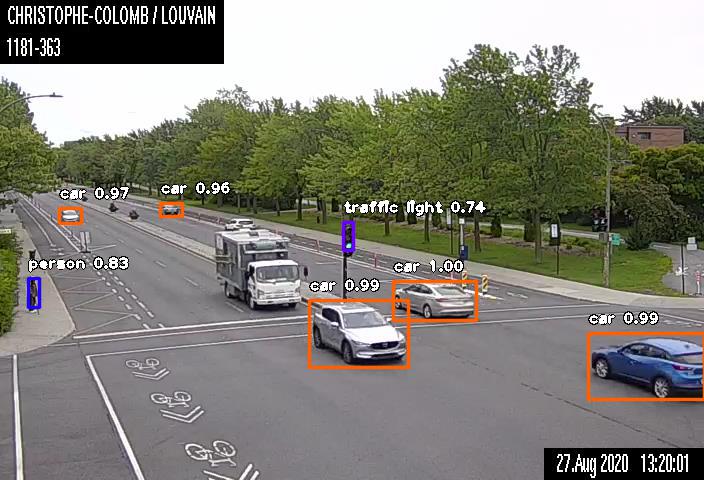 CHRISTOPHE-COLOMB / LOUVAIN
1181-363
car 0.97
car 0.96
traffic light 0.74
person 0.83
car 1.00
car 0.99
car 0.99
27.Aug 2020 13:20:01